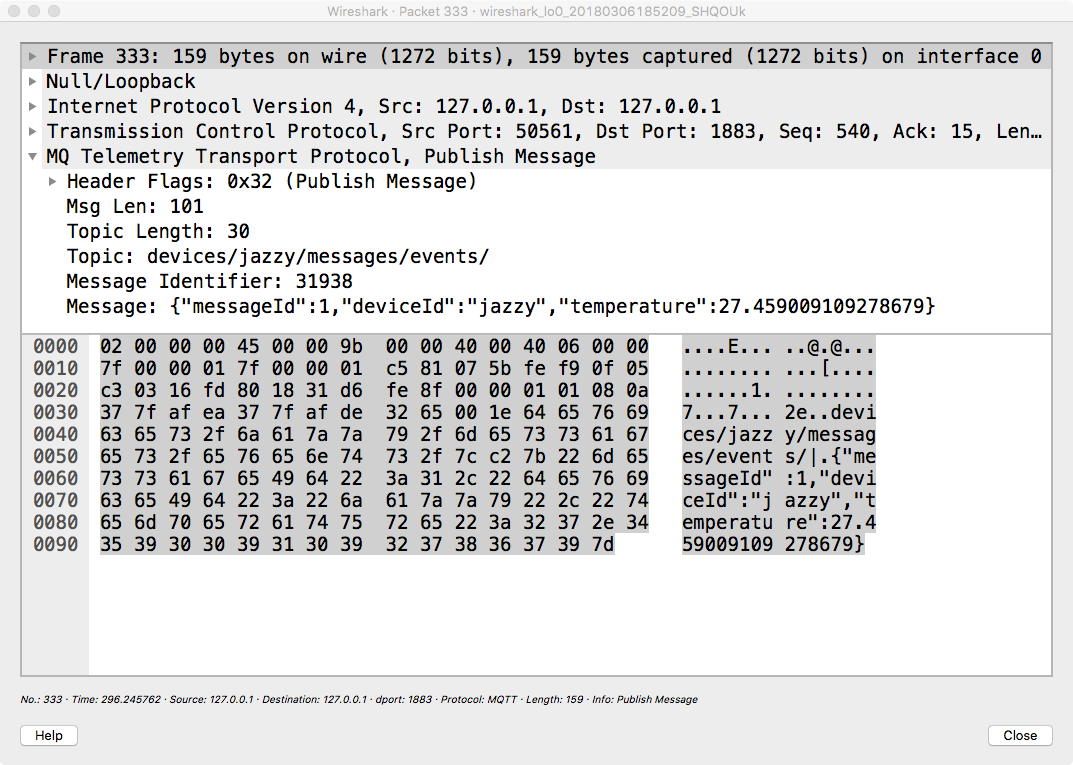 Wireshark · Packet 333 · wireshark_lo0_20180306185209_SHQOUk
Frame 333: 159 bytes on wire (1272 bits), 159 bytes captured (1272 bits) on interface 0
Null/Loopback
Internet Protocol Version 4, Src: 127.0.0.1, Dst: 127.0.0.1
Transmission Control Protocol, Src Port: 50561, Dst Port: 1883, Seq: 540, Ack: 15, Len…
MQ Telemetry Transport Protocol, Publish Message
Header Flags: 0x32 (Publish Message)
Msg Len: 101
Topic Length: 30
Topic: devices/jazzy/messages/events/
Message Identifier: 31938
Message: {"messageId":1,"deviceId":"jazzy","temperature":27.459009109278679}
0000 02 00 00 00 45 00 00 9b 00 00 40 00 40 06 00 00 ....E... ..@.@...
0010 7f 00 00 01 7f 00 00 01 c5 81 07 5b fe f9 0f 05 ........ ...[....
0020 c3 03 16 fd 80 18 31 d6 fe 8f 00 00 01 01 08 0a ......1. ........
0030 37 7f af ea 37 7f af de 32 65 00 1e 64 65 76 69 7...7... 2e..devi
0040 63 65 73 2f 6a 61 7a 7a 79 2f 6d 65 73 73 61 67 ces/jazz y/messag
0050 65 73 2f 65 76 65 6e 74 73 2f 7c c2 7b 22 6d 65 es/event s/|.{"me
0060 73 73 61 67 65 49 64 22 3a 31 2c 22 64 65 76 69 ssageId" :1,"devi
0070 63 65 49 64 22 3a 22 6a 61 7a 7a 79 22 2c 22 74 ceId":"j azzy","t
0080 65 6d 70 65 72 61 74 75 72 65 22 3a 32 37 2e 34 emperatu re":27.4
0090 35 39 30 30 39 31 30 39 32 37 38 36 37 39 7d 59009109 278679}
No.: 333 · Time: 296.245762 · Source: 127.0.0.1 · Destination: 127.0.0.1 · dport: 1883 · Protocol: MQTT · Length: 159 · Info: Publish Message
Help Close